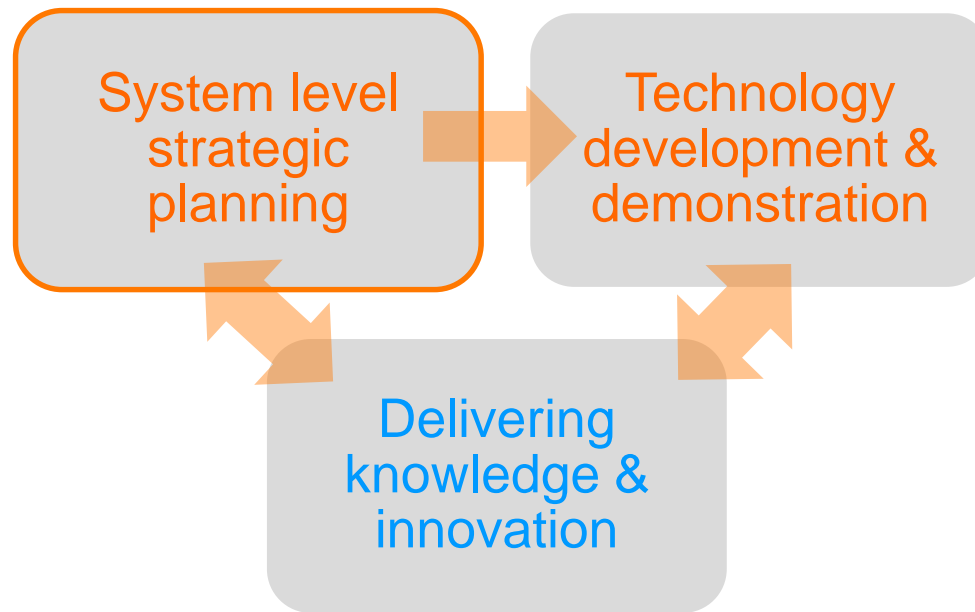 System level
strategic
planning
Technology
development &
demonstration
Delivering
knowledge &
innovation